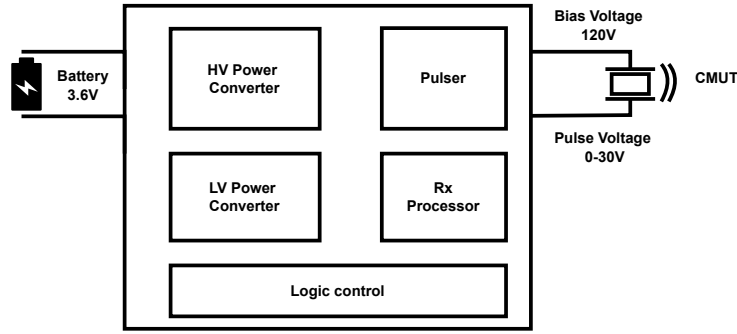 Battery
3.6V
HV Power
Converter
Pulser
Bias Voltage
120V
CMUT
Pulse Voltage
0-30V
LV Power
Converter
Rx
Processor
Logic control